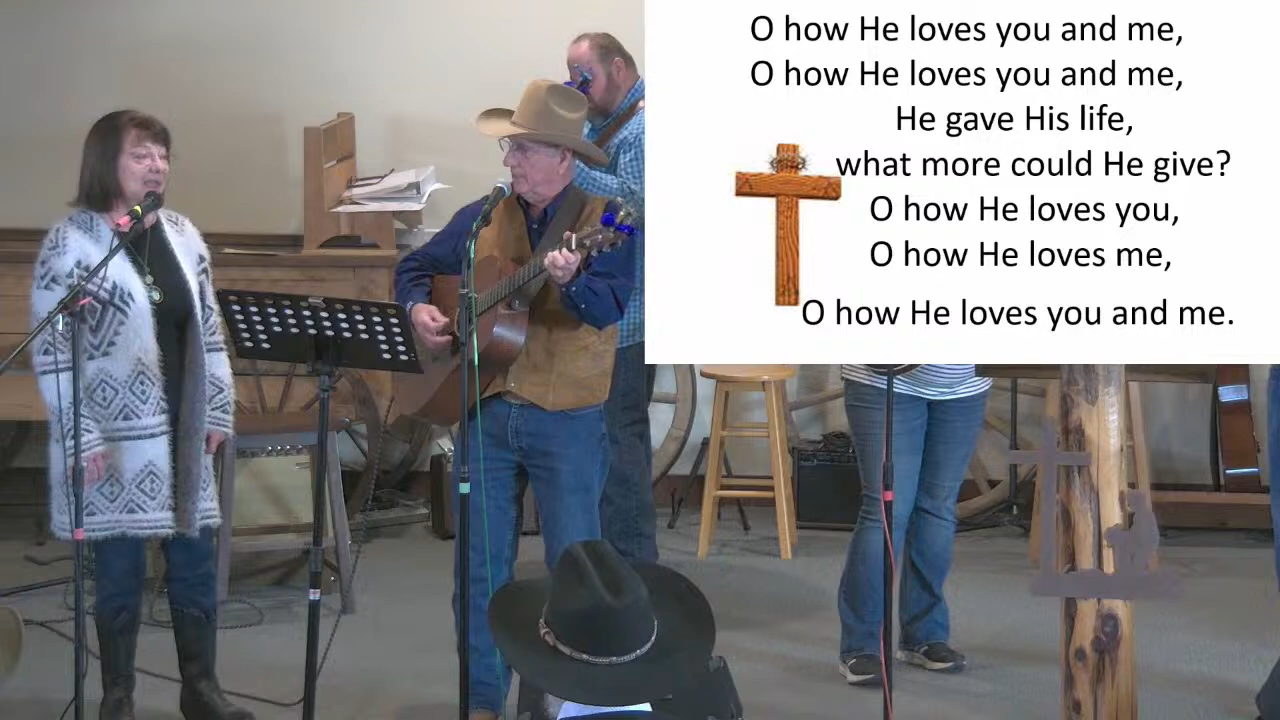 O how He loves you and me,
O how He loves you and me,
He gave His life,
what more could He give?
O how He loves you,
O how He loves me,
O how He loves you and me.